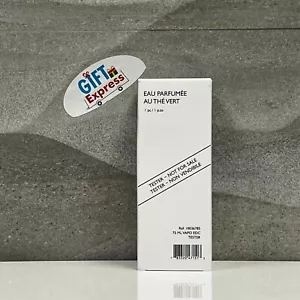 GIFT
Express
EAU PARFUMÉE
AU THÉ VERT
TESTER - NOT FOR SALE
TESTER - NON VENDIBLE
75 ML VAPO EDC
TESTER